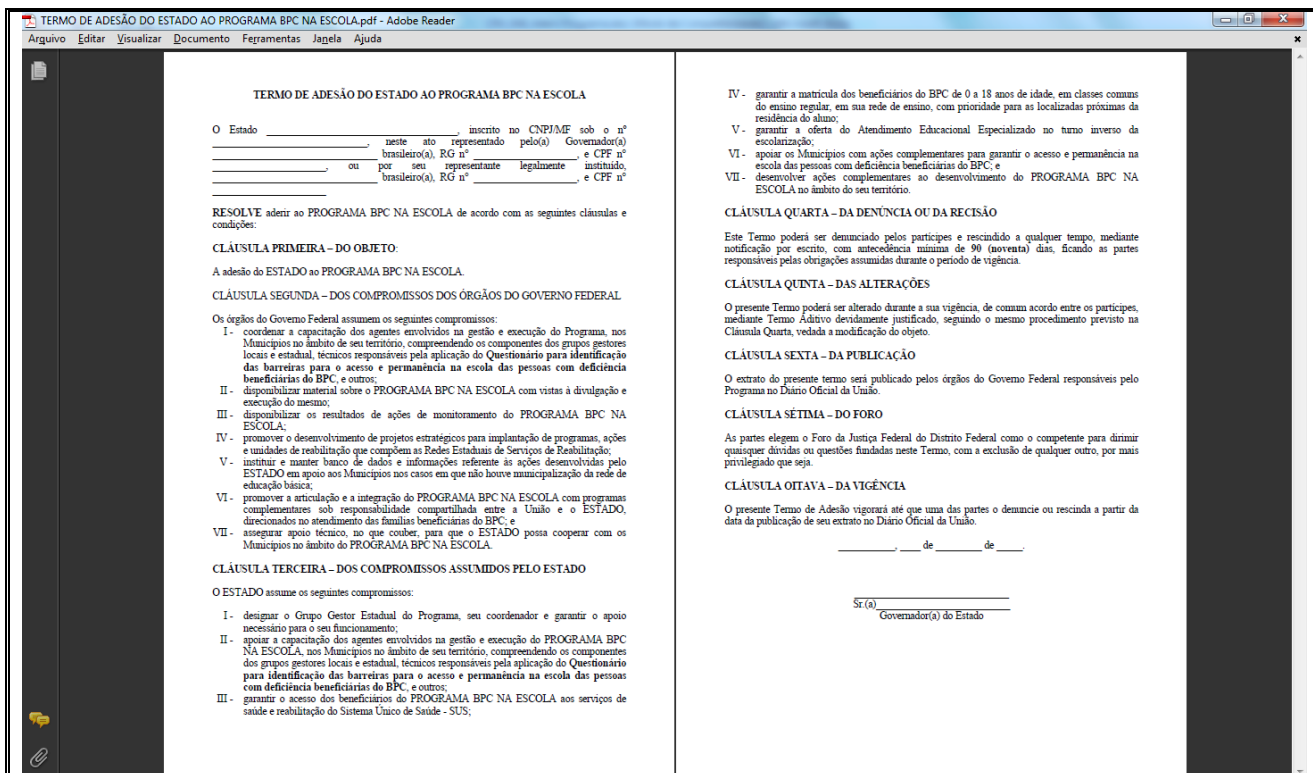 TERMO DE ADESÃO DO ESTADO AO PROGRAMA BPC NA ESCOLA.pdf - Adobe Reader
Arquivo Editar Visualizar Documento Ferramentas Janela Ajuda
TERMO DE ADESÃO DO ESTADO AO PROGRAMA BPC NA ESCOLA
O Estado ____________________, inscrito no CNPJ/MF sob o nº
____________________, neste ato representado pelo(a) Governador(a)
____________________ brasileiro(a), RG nº ____________, e CPF nº
____________________, ou por seu representante legalmente instituído,
____________________ brasileiro(a), RG nº ____________, e CPF nº
____________________
RESOLVE aderir ao PROGRAMA BPC NA ESCOLA de acordo com as seguintes cláusulas e
condições:
CLÁUSULA PRIMEIRA – DO OBJETO:
A adesão do ESTADO ao PROGRAMA BPC NA ESCOLA.
CLÁUSULA SEGUNDA – DOS COMPROMISSOS DOS ÓRGÃOS DO GOVERNO FEDERAL
Os órgãos do Governo Federal assumem os seguintes compromissos:
I - coordenar a capacitação dos agentes envolvidos na gestão e execução do Programa, nos
Municípios no âmbito de seu território, compreendendo os componentes dos grupos gestores
locais e estadual, técnicos responsáveis pela aplicação do Questionário para identificação
das barreiras para o acesso e permanência na escola das pessoas com deficiência
beneficiárias do BPC, e outros;
II - disponibilizar material sobre o PROGRAMA BPC NA ESCOLA com vistas à divulgação e
execução do mesmo;
III - disponibilizar os resultados de ações de monitoramento do PROGRAMA BPC NA
ESCOLA;
IV - promover o desenvolvimento de projetos estratégicos para implantação de programas, ações
e unidades de reabilitação que compõem as Redes Estaduais de Serviços de Reabilitação;
V - instituir e manter banco de dados e informações referente às ações desenvolvidas pelo
ESTADO em apoio aos Municípios nos casos em que não houve municipalização da rede de
educação básica;
VI - promover a articulação e a integração do PROGRAMA BPC NA ESCOLA com programas
complementares sob responsabilidade compartilhada entre a União e o ESTADO,
direcionados no atendimento das famílias beneficiárias do BPC; e
VII - assegurar apoio técnico, no que couber, para que o ESTADO possa cooperar com os
Municípios no âmbito do PROGRAMA BPC NA ESCOLA.
CLÁUSULA TERCEIRA – DOS COMPROMISSOS ASSUMIDOS PELO ESTADO
O ESTADO assume os seguintes compromissos:
I - designar o Grupo Gestor Estadual do Programa, seu coordenador e garantir o apoio
necessário para o seu funcionamento;
II - apoiar a capacitação dos agentes envolvidos na gestão e execução do PROGRAMA BPC
NA ESCOLA, nos Municípios no âmbito de seu território, compreendendo os componentes
dos grupos gestores locais e estadual, técnicos responsáveis pela aplicação do Questionário
para identificação das barreiras para o acesso e permanência na escola das pessoas
com deficiência beneficiárias do BPC, e outros;
III - garantir o acesso dos beneficiários do PROGRAMA BPC NA ESCOLA aos serviços de
saúde e reabilitação do Sistema Único de Saúde - SUS;
IV - garantir a matrícula dos beneficiários do BPC de 0 a 18 anos de idade, em classes comuns
do ensino regular, em sua rede de ensino, com prioridade para as localizadas próximas da
residência do aluno;
V - garantir a oferta do Atendimento Educacional Especializado no turno inverso da
escolarização;
VI - apoiar os Municípios com ações complementares para garantir o acesso e permanência na
escola das pessoas com deficiência beneficiárias do BPC; e
VII - desenvolver ações complementares ao desenvolvimento do PROGRAMA BPC NA
ESCOLA no âmbito do seu território.
CLÁUSULA QUARTA – DA DENÚNCIA OU DA RECISÃO
Este Termo poderá ser denunciado pelos partícipes e rescindido a qualquer tempo, mediante
notificação por escrito, com antecedência mínima de 90 (noventa) dias, ficando as partes
responsáveis pelas obrigações assumidas durante o período de vigência.
CLÁUSULA QUINTA – DAS ALTERAÇÕES
O presente Termo poderá ser alterado durante a sua vigência, de comum acordo entre os partícipes,
mediante Termo Aditivo devidamente justificado, seguindo o mesmo procedimento previsto na
Cláusula Quarta, vedada a modificação do objeto.
CLÁUSULA SEXTA – DA PUBLICAÇÃO
O extrato do presente termo será publicado pelos órgãos do Governo Federal responsáveis pelo
Programa no Diário Oficial da União.
CLÁUSULA SÉTIMA – DO FORO
As partes elegem o Foro da Justiça Federal do Distrito Federal como o competente para dirimir
quaisquer dúvidas ou questões fundadas neste Termo, com a exclusão de qualquer outro, por mais
privilegiado que seja.
CLÁUSULA OITAVA – DA VIGÊNCIA
O presente Termo de Adesão vigorará até que uma das partes o denuncie ou rescinda a partir da
data da publicação de seu extrato no Diário Oficial da União.
__________, ____ de ________ de _____.
Sr.(a)____________________
Governador(a) do Estado